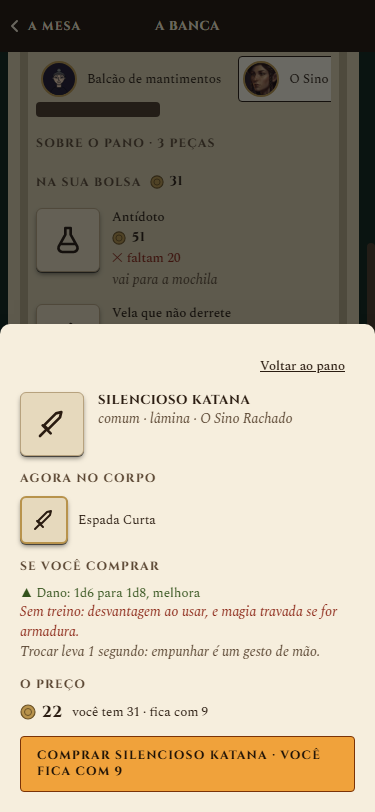 A MESA
A BANCA
Balcão de mantimentos
O Sino
SOBRE O PANO · 3 PEÇAS
NA SUA BOLSA 31
Antídoto
51
faltam 20
vai para a mochila
Vela que não derrete
Voltar ao pano
SILENCIOSO KATANA
comum · lâmina · O Sino Rachado
AGORA NO CORPO
Espada Curta
SE VOCÊ COMPRAR
▲ Dano: 1d6 para 1d8, melhora
Sem treino: desvantagem ao usar, e magia travada se for
armadura.
Trocar leva 1 segundo: empunhar é um gesto de mão.
O PREÇO
22 você tem 31 · fica com 9
COMPRAR SILENCIOSO KATANA · VOCÊ
FICA COM 9